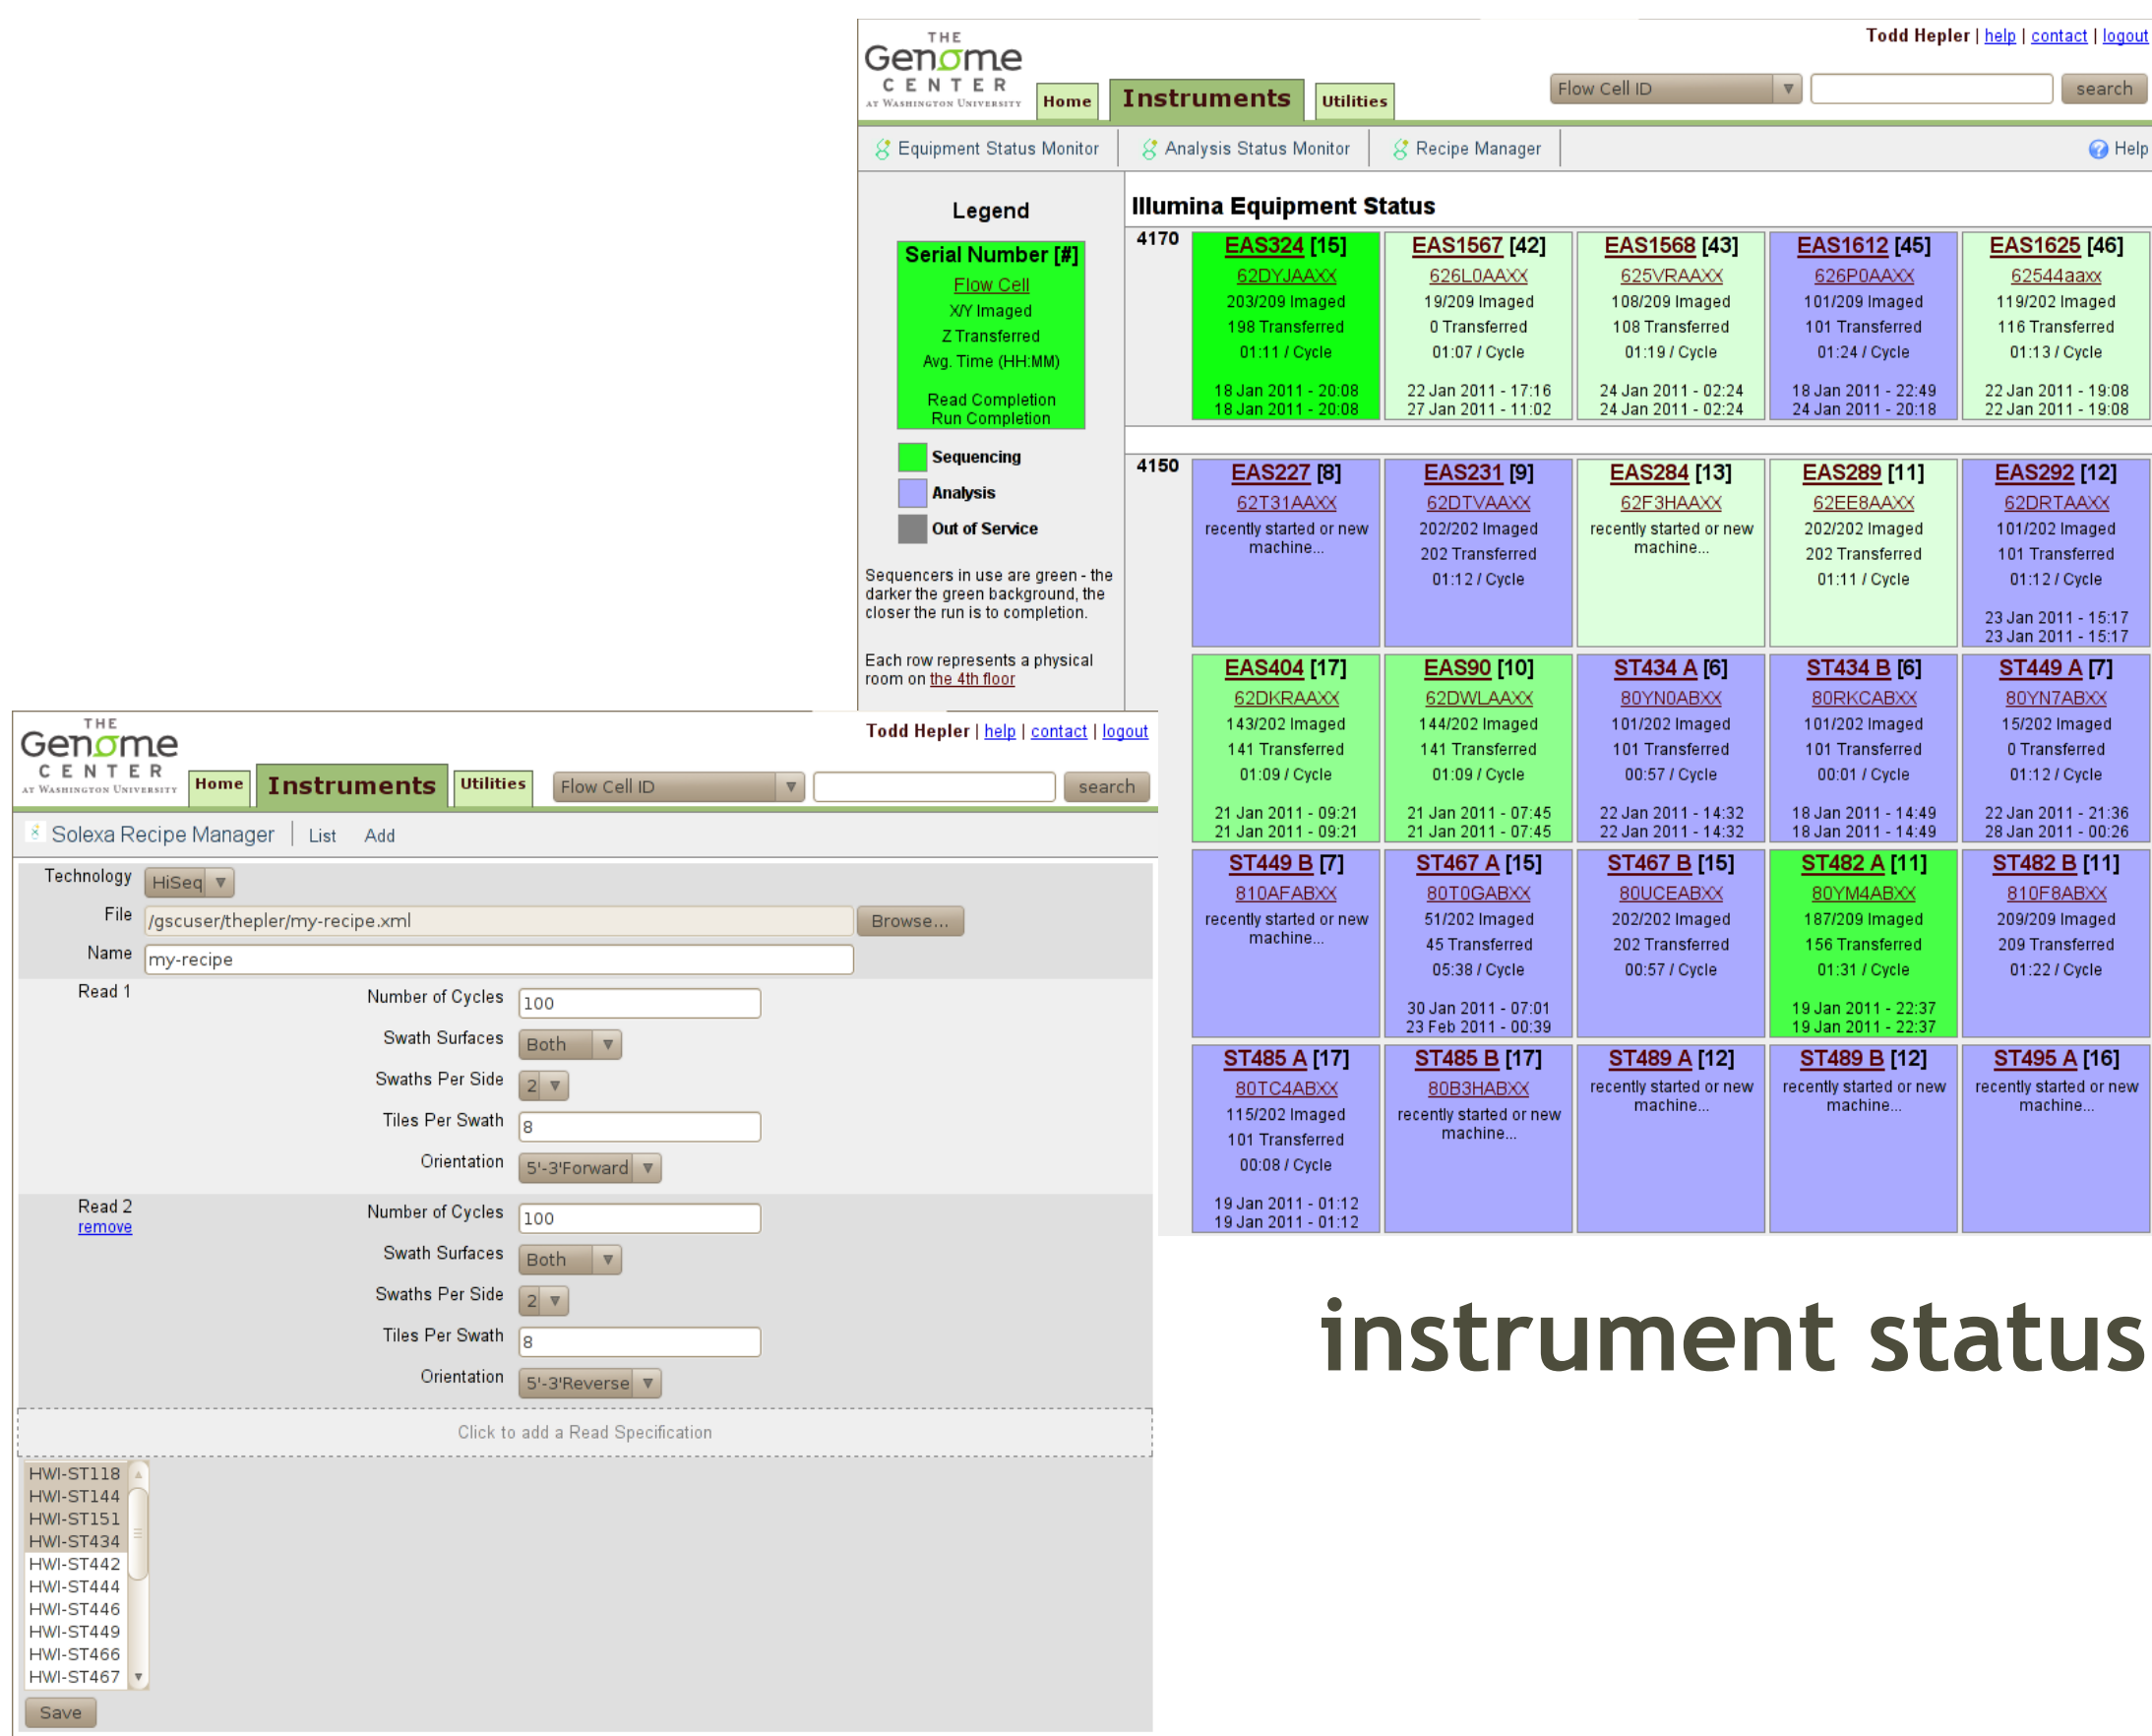 THE
Genome
CENTER
AT WASHINGTON UNIVERSITY
Todd Hepler | help | contact | logout
Home Instruments Utilities Flow Cell ID search
Equipment Status Monitor Analysis Status Monitor Recipe Manager Help
Legend
Serial Number [#]
Flow Cell
X/Y Imaged
Z Transferred
Avg. Time (HH:MM)
Read Completion
Run Completion
Sequencing
Analysis
Out of Service
Sequencers in use are green - the
darker the green background, the
closer the run is to completion.
Each row represents a physical
room on the 4th floor
Illumina Equipment Status
4170
EAS324 [15]
62DYJAAXX
203/209 Imaged
198 Transferred
01:11 / Cycle
18 Jan 2011 - 20:08
18 Jan 2011 - 20:08
EAS1567 [42]
626L0AAXX
19/209 Imaged
0 Transferred
01:07 / Cycle
22 Jan 2011 - 17:16
27 Jan 2011 - 11:02
EAS1568 [43]
625VRAAXX
108/209 Imaged
108 Transferred
01:19 / Cycle
24 Jan 2011 - 02:24
24 Jan 2011 - 02:24
EAS1612 [45]
626P0AAXX
101/209 Imaged
101 Transferred
01:24 / Cycle
18 Jan 2011 - 22:49
24 Jan 2011 - 20:18
EAS1625 [46]
62544aaxx
119/202 Imaged
116 Transferred
01:13 / Cycle
22 Jan 2011 - 19:08
22 Jan 2011 - 19:08
4150
EAS227 [8]
62T31AAXX
recently started or new
machine...
EAS231 [9]
62DTVAAXX
202/202 Imaged
202 Transferred
01:12 / Cycle
EAS284 [13]
62F3HAAXX
recently started or new
machine...
EAS289 [11]
62EE8AAXX
202/202 Imaged
202 Transferred
01:11 / Cycle
EAS292 [12]
62DRTAAXX
101/202 Imaged
101 Transferred
01:12 / Cycle
23 Jan 2011 - 15:17
23 Jan 2011 - 15:17
EAS404 [17]
62DKRAAXX
143/202 Imaged
141 Transferred
01:09 / Cycle
21 Jan 2011 - 09:21
21 Jan 2011 - 09:21
EAS90 [10]
62DWLAAXX
144/202 Imaged
141 Transferred
01:09 / Cycle
21 Jan 2011 - 07:45
21 Jan 2011 - 07:45
ST434 A [6]
80YN0ABXX
101/202 Imaged
101 Transferred
00:57 / Cycle
22 Jan 2011 - 14:32
22 Jan 2011 - 14:32
ST434 B [6]
80RKCABXX
101/202 Imaged
101 Transferred
00:01 / Cycle
18 Jan 2011 - 14:49
18 Jan 2011 - 14:49
ST449 A [7]
80YN7ABXX
15/202 Imaged
0 Transferred
01:12 / Cycle
22 Jan 2011 - 21:36
28 Jan 2011 - 00:26
ST449 B [7]
810AFABXX
recently started or new
machine...
ST467 A [15]
80T0GABXX
51/202 Imaged
45 Transferred
05:38 / Cycle
30 Jan 2011 - 07:01
23 Feb 2011 - 00:39
ST467 B [15]
80UCEABXX
202/202 Imaged
202 Transferred
00:57 / Cycle
ST482 A [11]
80YM4ABXX
187/209 Imaged
156 Transferred
01:31 / Cycle
19 Jan 2011 - 22:37
19 Jan 2011 - 22:37
ST482 B [11]
810F8ABXX
209/209 Imaged
209 Transferred
01:22 / Cycle
ST485 A [17]
80TC4ABXX
115/202 Imaged
101 Transferred
00:08 / Cycle
19 Jan 2011 - 01:12
19 Jan 2011 - 01:12
ST485 B [17]
80B3HABXX
recently started or new
machine...
ST489 A [12]
recently started or new
machine...
ST489 B [12]
recently started or new
machine...
ST495 A [16]
recently started or new
machine...
THE
Genome
CENTER
AT WASHINGTON UNIVERSITY
Todd Hepler | help | contact | logout
Home Instruments Utilities Flow Cell ID search
Solexa Recipe Manager List Add
Technology HiSeq
File /gscuser/thepler/my-recipe.xml Browse...
Name my-recipe
Read 1 Number of Cycles 100
Swath Surfaces Both
Swaths Per Side 2
Tiles Per Swath 8
Orientation 5'-3'Forward
Read 2 Number of Cycles 100
remove
Swath Surfaces Both
Swaths Per Side 2
Tiles Per Swath 8
Orientation 5'-3'Reverse
Click to add a Read Specification
HWI-ST118
HWI-ST144
HWI-ST151
HWI-ST434
HWI-ST442
HWI-ST444
HWI-ST446
HWI-ST449
HWI-ST466
HWI-ST467
Save
instrument status